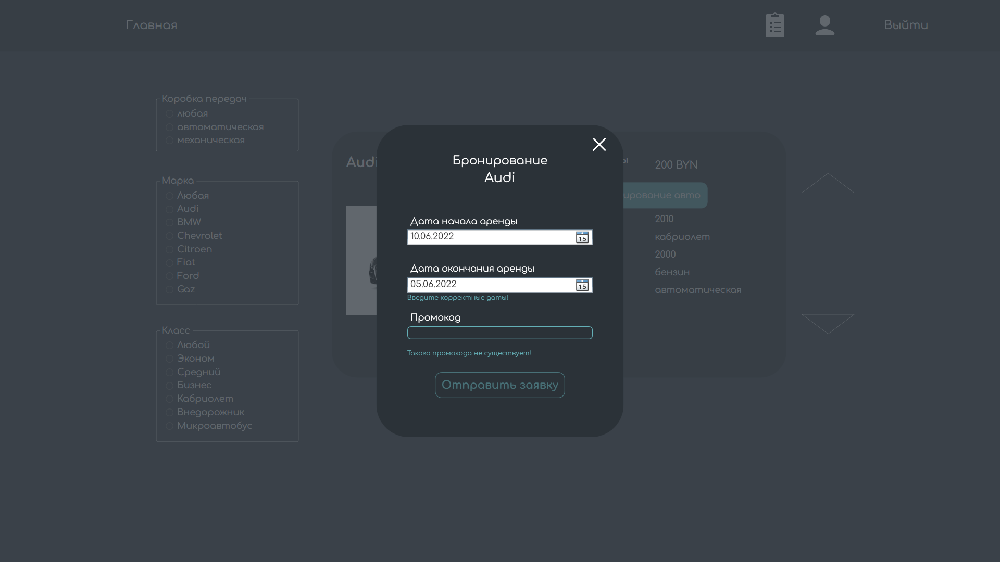 Главная
Выйти
Коробка передач
любая
автоматическая
механическая
Марка
Любая
Audi
BMW
Chevrolet
Citroen
Fiat
Ford
Gaz
Класс
Любой
Эконом
Средний
Бизнес
Кабриолет
Внедорожник
Микроавтобус
Audi
200 BYN
ирование авто
2010
кабриолет
2000
бензин
автоматическая
Бронирование
Audi
Дата начала аренды
10.06.2022
15
Дата окончания аренды
05.06.2022
15
Введите корректные даты!
Промокод
Такого промокода не существует!
Отправить заявку